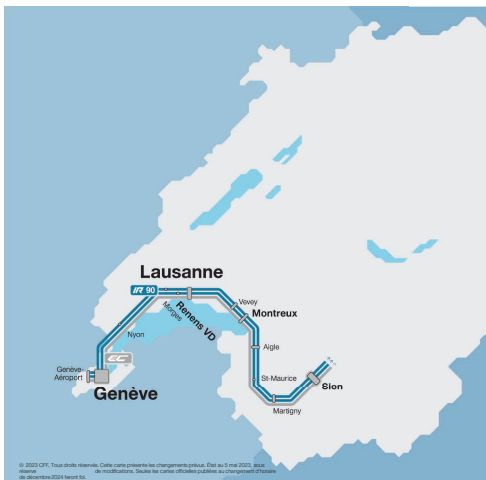 Lausanne
IR 90
Morges
Renens VD
Vevey
Montreux
Nyon
Aigle
EC
Genève-
Aéroport
Genève
St-Maurice
Sion
Martigny
© 2023 CFF. Tous droits réservés. Cette carte présente les changements prévus. État au 5 mai 2023, sous
réserve de modifications. Seules les cartes officielles publiées au changement d'horaire
de décembre 2024 feront foi.